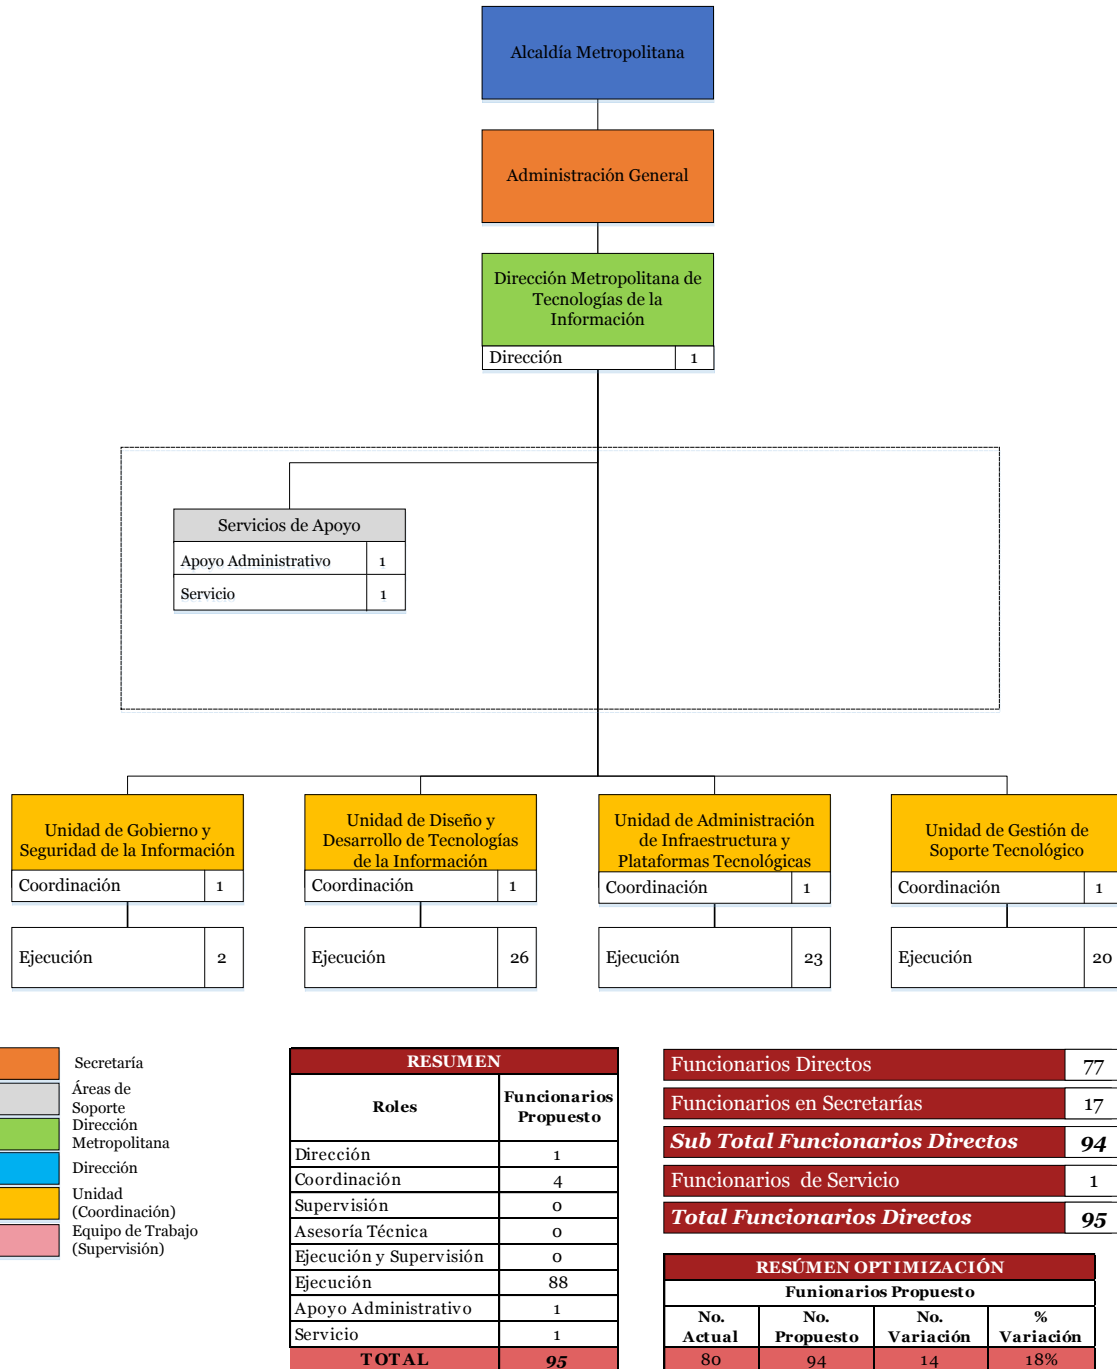 Alcaldía Metropolitana
Administración General
Dirección Metropolitana de
Tecnologías de la
Información
Dirección 1
Servicios de Apoyo
Apoyo Administrativo 1
Servicio 1
Unidad de Gobierno y
Seguridad de la Información
Coordinación 1
Ejecución 2
Unidad de Diseño y
Desarrollo de Tecnologías
de la Información
Coordinación 1
Ejecución 26
Unidad de Administración
de Infraestructura y
Plataformas Tecnológicas
Coordinación 1
Ejecución 23
Unidad de Gestión de
Soporte Tecnológico
Coordinación 1
Ejecución 20
Secretaría
Áreas de
Soporte
Dirección
Metropolitana
Dirección
Unidad
(Coordinación)
Equipo de Trabajo
(Supervisión)
RESUMEN
Roles Funcionarios
Propuesto
Dirección 1
Coordinación 4
Supervisión 0
Asesoría Técnica 0
Ejecución y Supervisión 0
Ejecución 88
Apoyo Administrativo 1
Servicio 1
TOTAL 95
Funcionarios Directos 77
Funcionarios en Secretarías 17
Sub Total Funcionarios Directos 94
Funcionarios de Servicio 1
Total Funcionarios Directos 95
RESÚMEN OPTIMIZACIÓN
Funionarios Propuesto
No. No. No. %
Actual Propuesto Variación Variación
80 94 14 18%